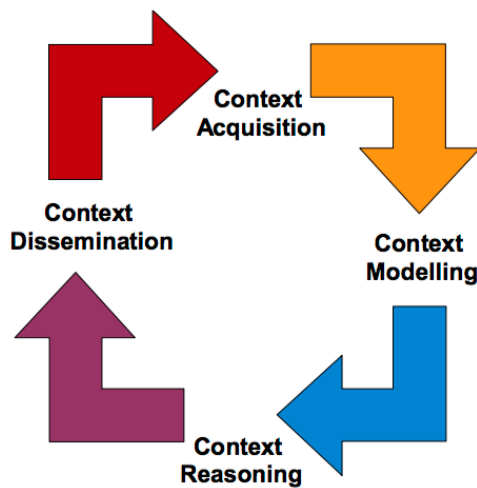 Context
Acquisition
Context
Modelling
Context
Reasoning
Context
Dissemination